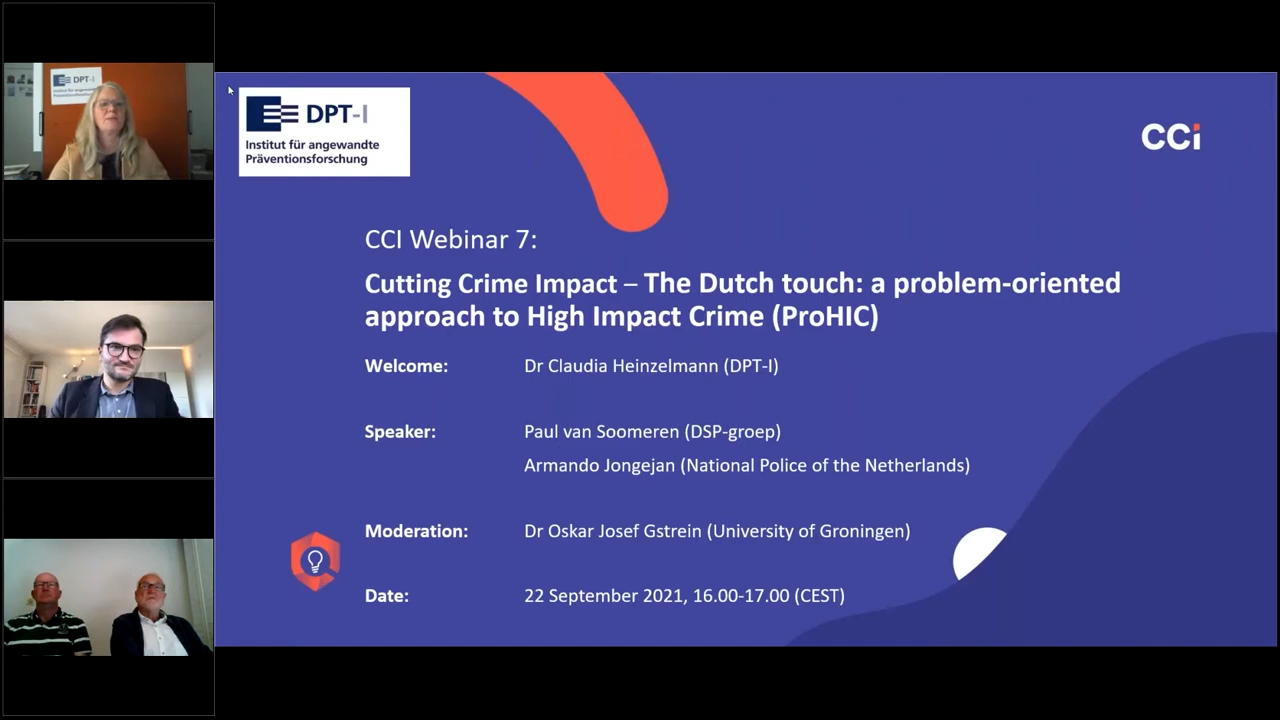 DPT-I
DPT-I
Institut für angewandte
Präventionsforschung
CCI
CCI Webinar 7:
Cutting Crime Impact – The Dutch touch: a problem-oriented
approach to High Impact Crime (ProHIC)
Welcome: Dr Claudia Heinzelmann (DPT-I)
Speaker: Paul van Soomeren (DSP-groep)
Armando Jongejan (National Police of the Netherlands)
Moderation: Dr Oskar Josef Gstrein (University of Groningen)
Date: 22 September 2021, 16.00-17.00 (CEST)